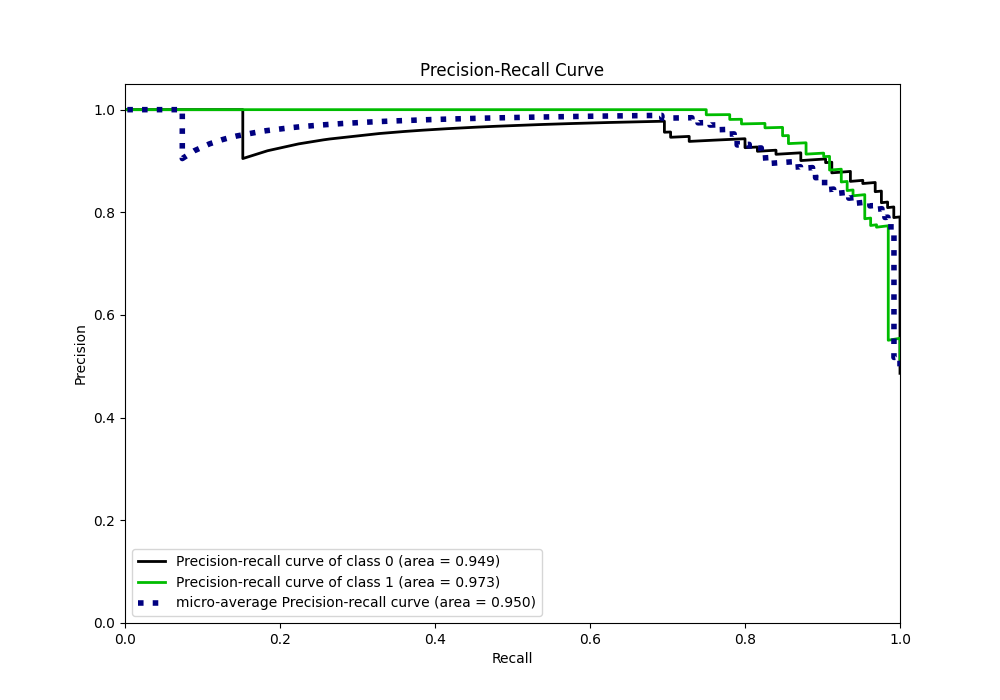 Precision-Recall Curve
1.0
0.8
0.6
0.4
0.2
0.0
Precision
Precision-recall curve of class 0 (area = 0.949)
Precision-recall curve of class 1 (area = 0.973)
micro-average Precision-recall curve (area = 0.950)
0.0 0.2 0.4 0.6 0.8 1.0
Recall